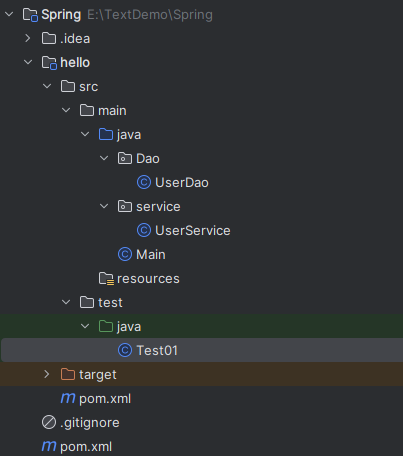 Spring E:\TextDemo\Spring
.idea
hello
src
main
java
Dao
UserDao
service
UserService
Main
resources
test
java
Test01
target
pom.xml
.gitignore
pom.xml